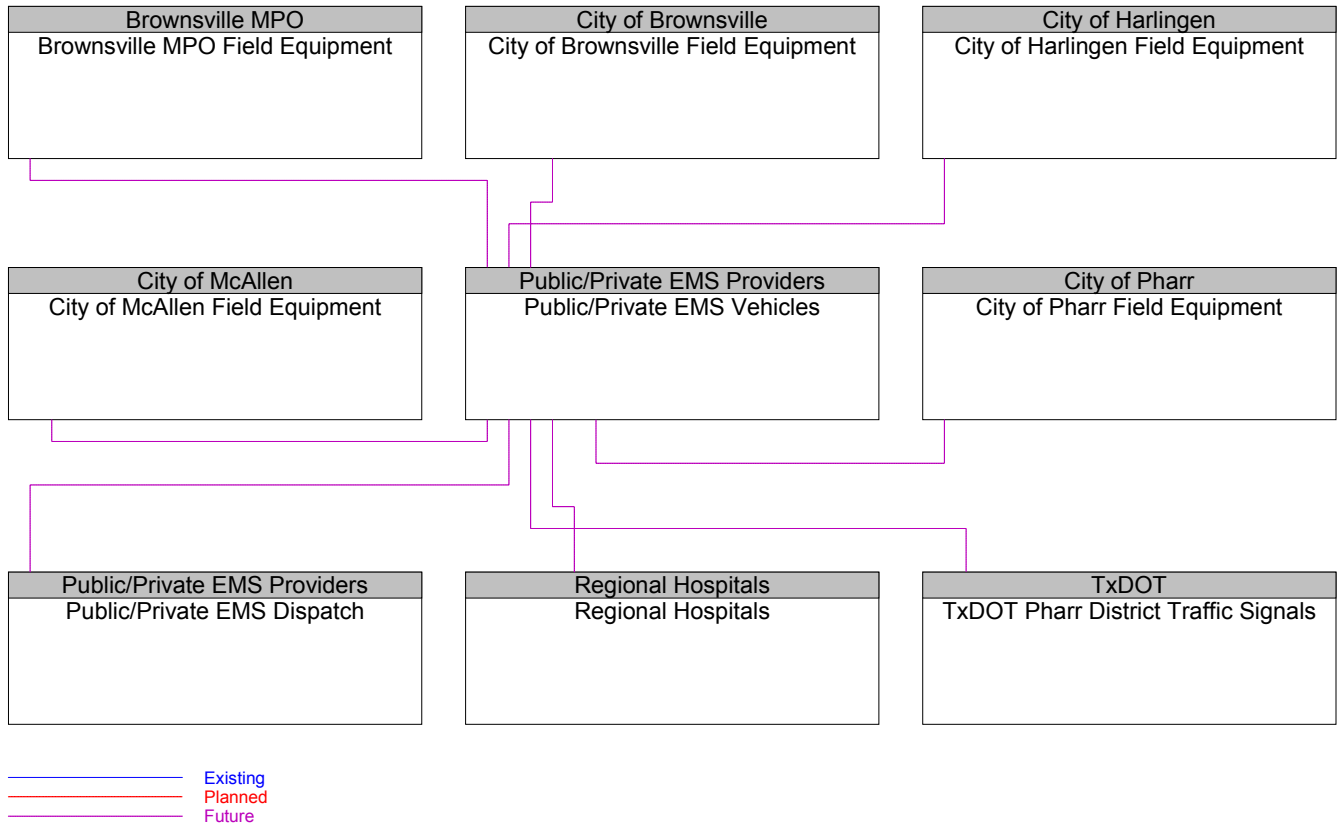 Brownsville MPO
Brownsville MPO Field Equipment
City of Brownsville
City of Brownsville Field Equipment
City of Harlingen
City of Harlingen Field Equipment
City of McAllen
City of McAllen Field Equipment
Public/Private EMS Providers
Public/Private EMS Vehicles
City of Pharr
City of Pharr Field Equipment
Public/Private EMS Providers
Public/Private EMS Dispatch
Regional Hospitals
Regional Hospitals
TxDOT
TxDOT Pharr District Traffic Signals
Existing
Planned
Future